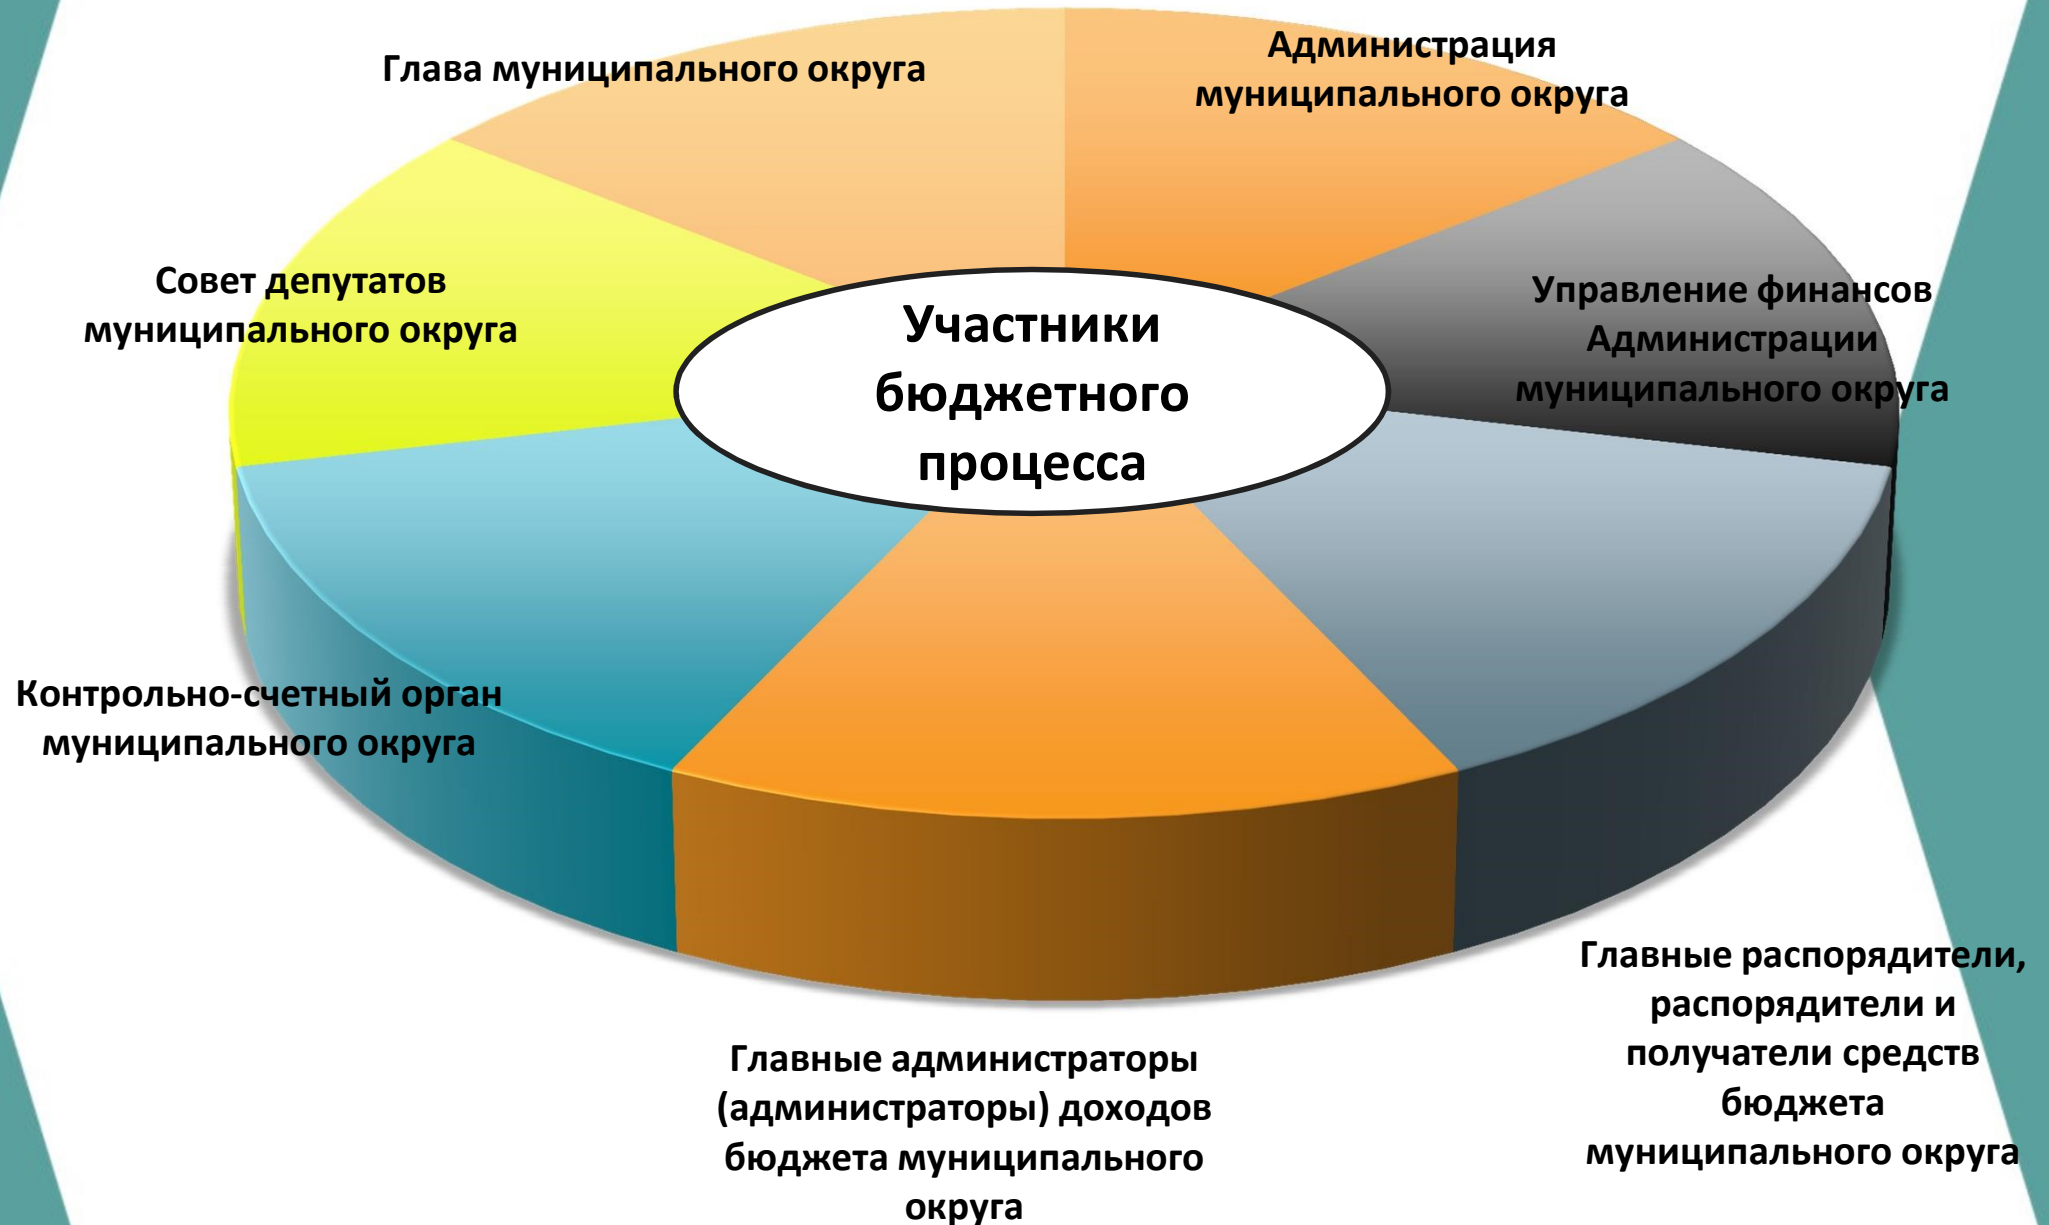 Глава муниципального округа
Администрация
муниципального округа
Совет депутатов
муниципального округа
Управление финансов
Администрации
муниципального округа
Участники
бюджетного
процесса
Контрольно-счетный орган
муниципального округа
Главные администраторы
(администраторы) доходов
бюджета муниципального
округа
Главные распорядители,
распорядители и
получатели средств
бюджета
муниципального округа